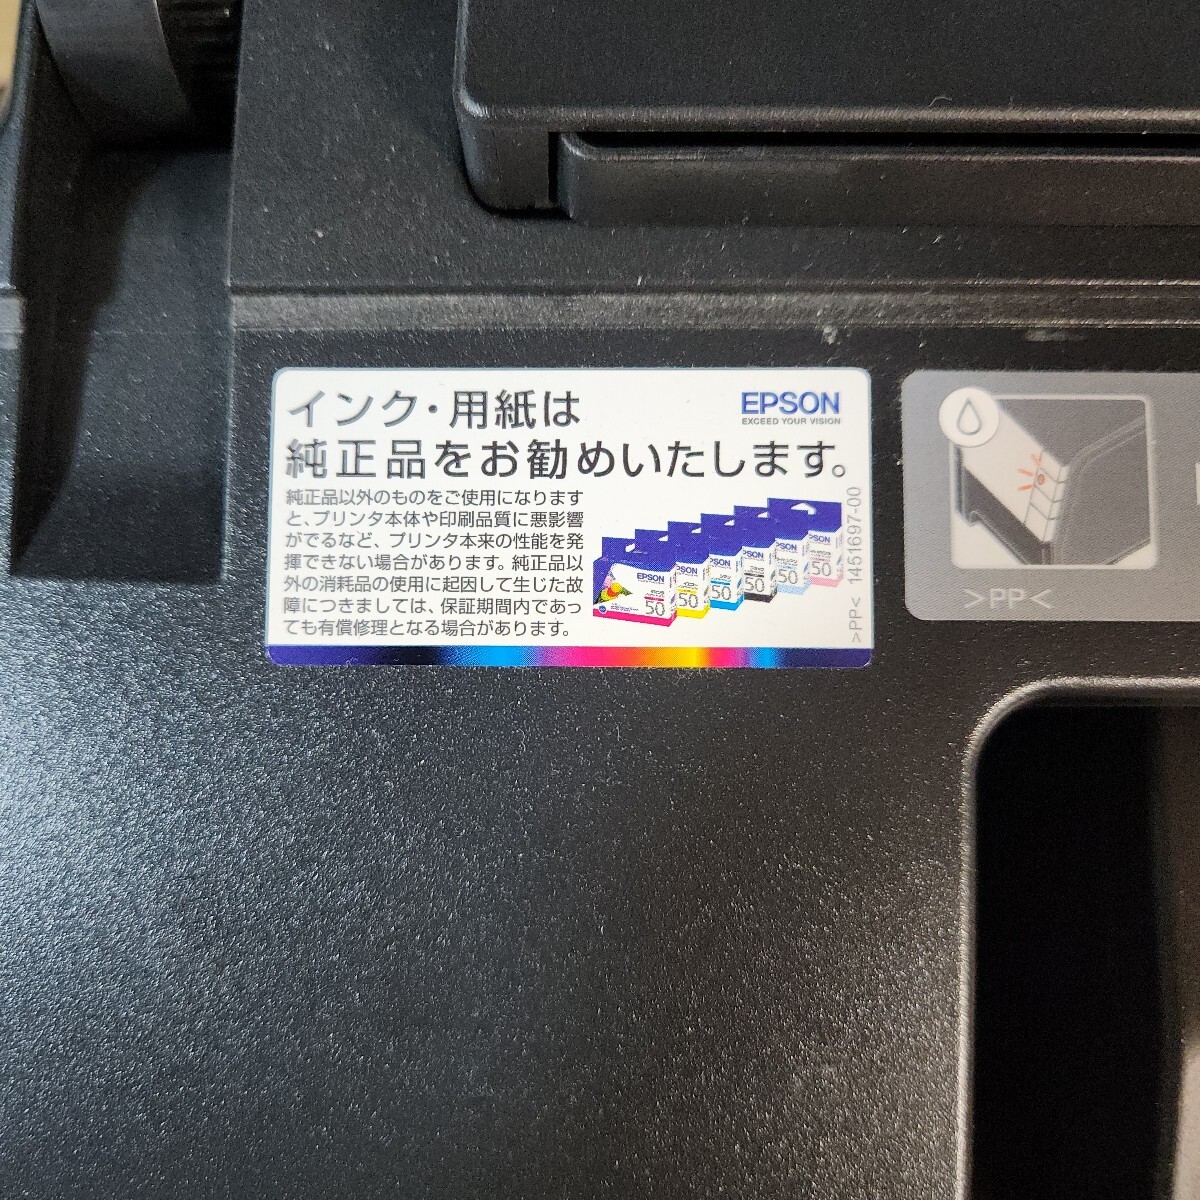 インク・用紙は
純正品をお勧めいたします。
EPSON
EXCEED YOUR VISION
純正品以外のものをご使用になります
と、プリンタ本体や印刷品質に悪影響
がでるなど、プリンタ本来の性能を発
揮できない場合があります。純正品以
外の消耗品の使用に起因して生じた故
障につきましては、保証期間内であっ
ても有償修理となる場合があります。
EPSON
50
50
50
50
50
50
>PP< 1451697-00
>PP<